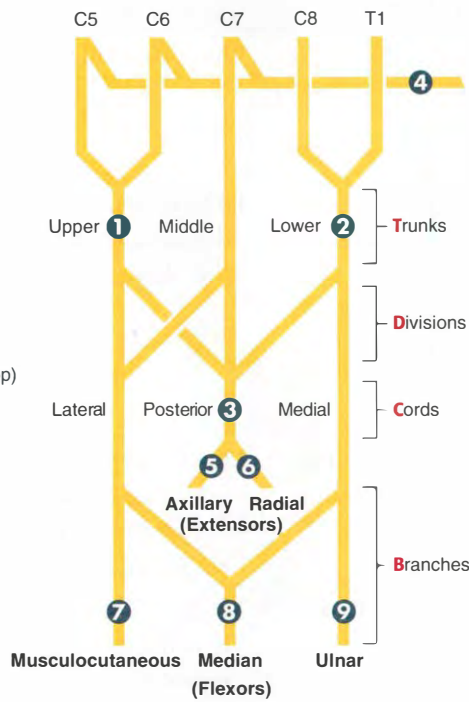 C5 C6 C7 C8 T1
4
Upper 1 Middle Lower 2 Trunks
Divisions
p)
Lateral Posterior 3 Medial Cords
5 6
Axillary Radial
(Extensors)
Branches
7 8 9
Musculocutaneous Median Ulnar
(Flexors)